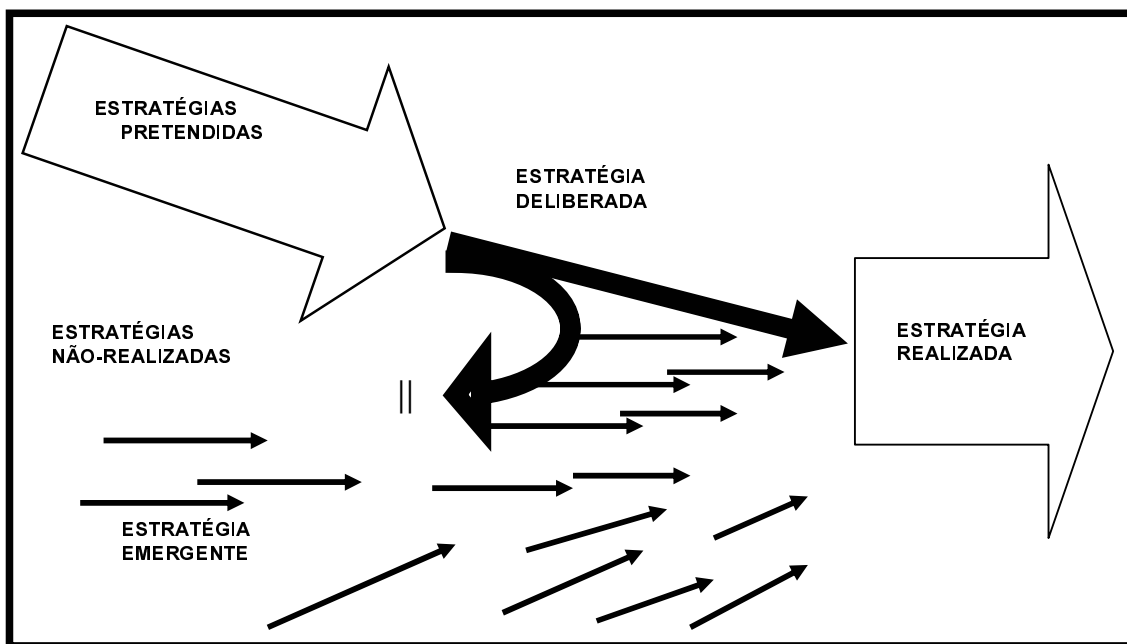 ESTRATÉGIAS
PRETENDIDAS
ESTRATÉGIA
DELIBERADA
ESTRATÉGIAS
NÃO-REALIZADAS
ESTRATÉGIA
REALIZADA
ESTRATÉGIA
EMERGENTE